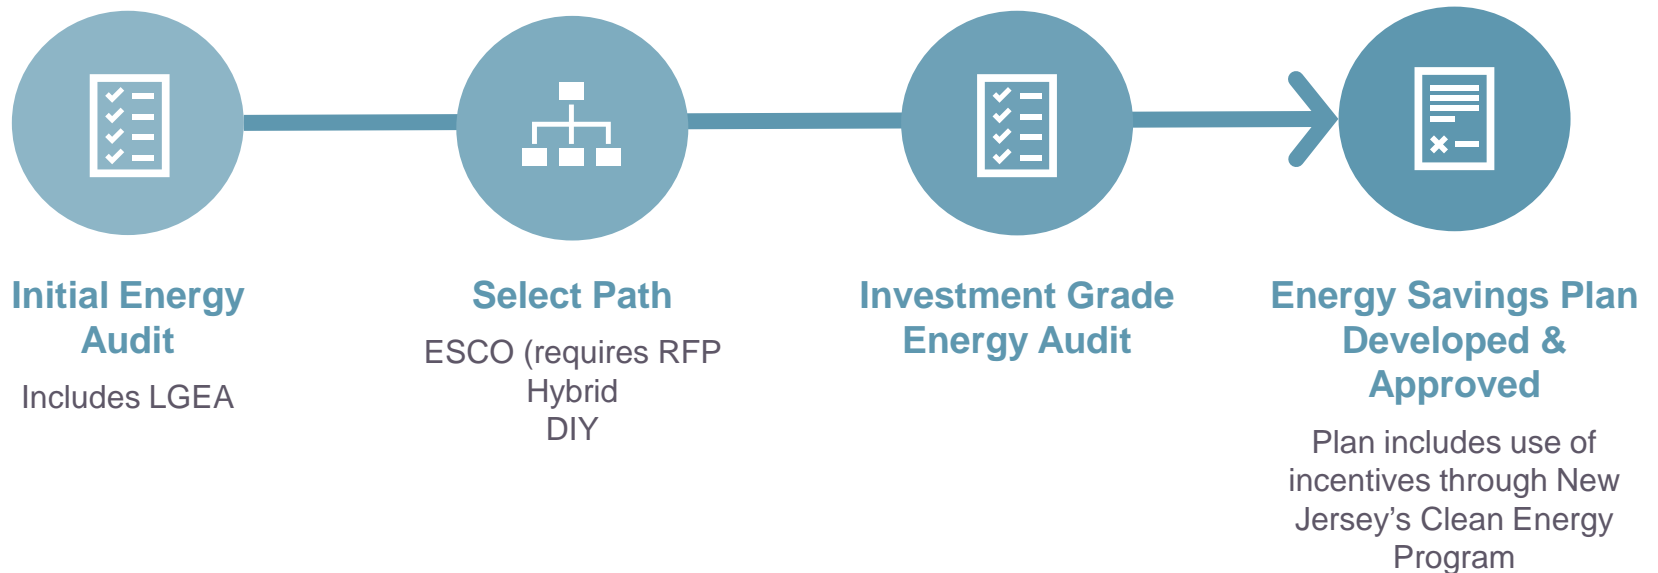 Initial Energy
Audit
Includes LGEA
Select Path
ESCO (requires RFP
Hybrid
DIY
Investment Grade
Energy Audit
Energy Savings Plan
Developed &
Approved
Plan includes use of
incentives through New
Jersey’s Clean Energy
Program